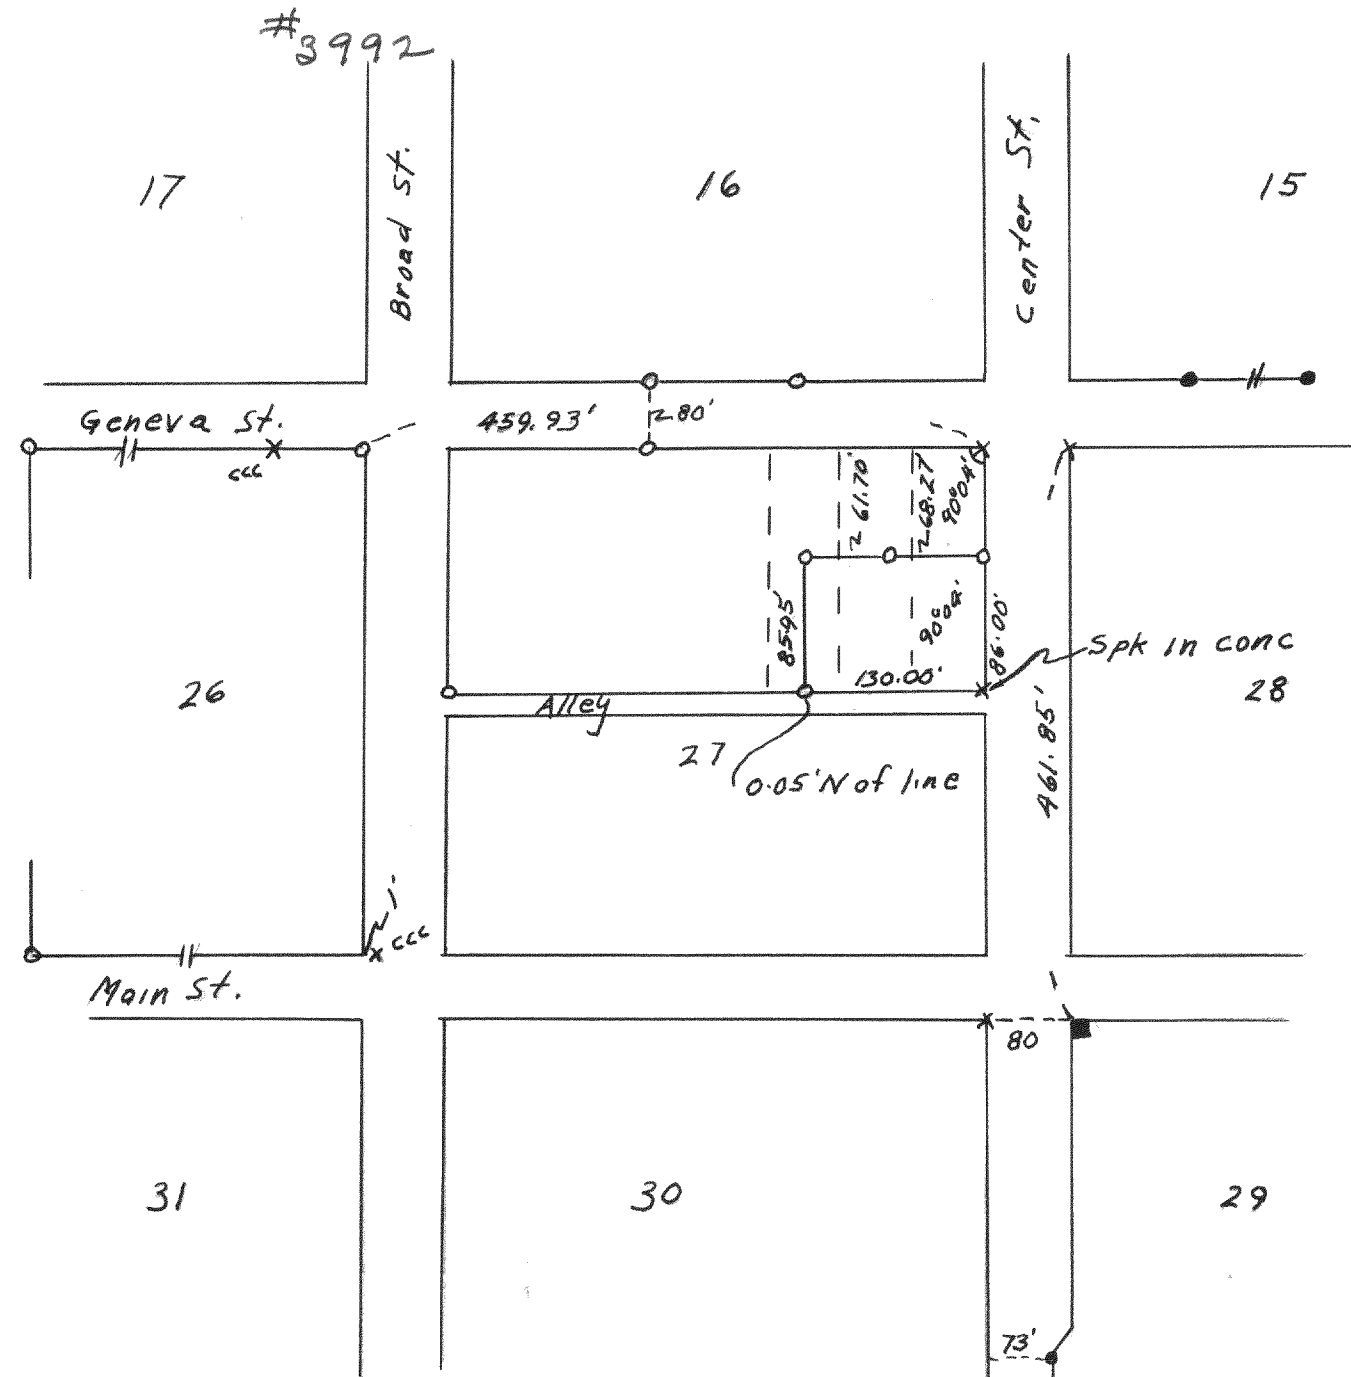 #3992
17
Broad St.
16
Center St.
15
Geneva St.
ccc
459.93'
80'
61.70'
68.27
90°04'
85.95'
90°04'
86.00'
130.00'
Spk in conc
26
Alley
27
0.05' N of line
461.85'
28
1'
ccc
Main St.
80
31
30
29
73'